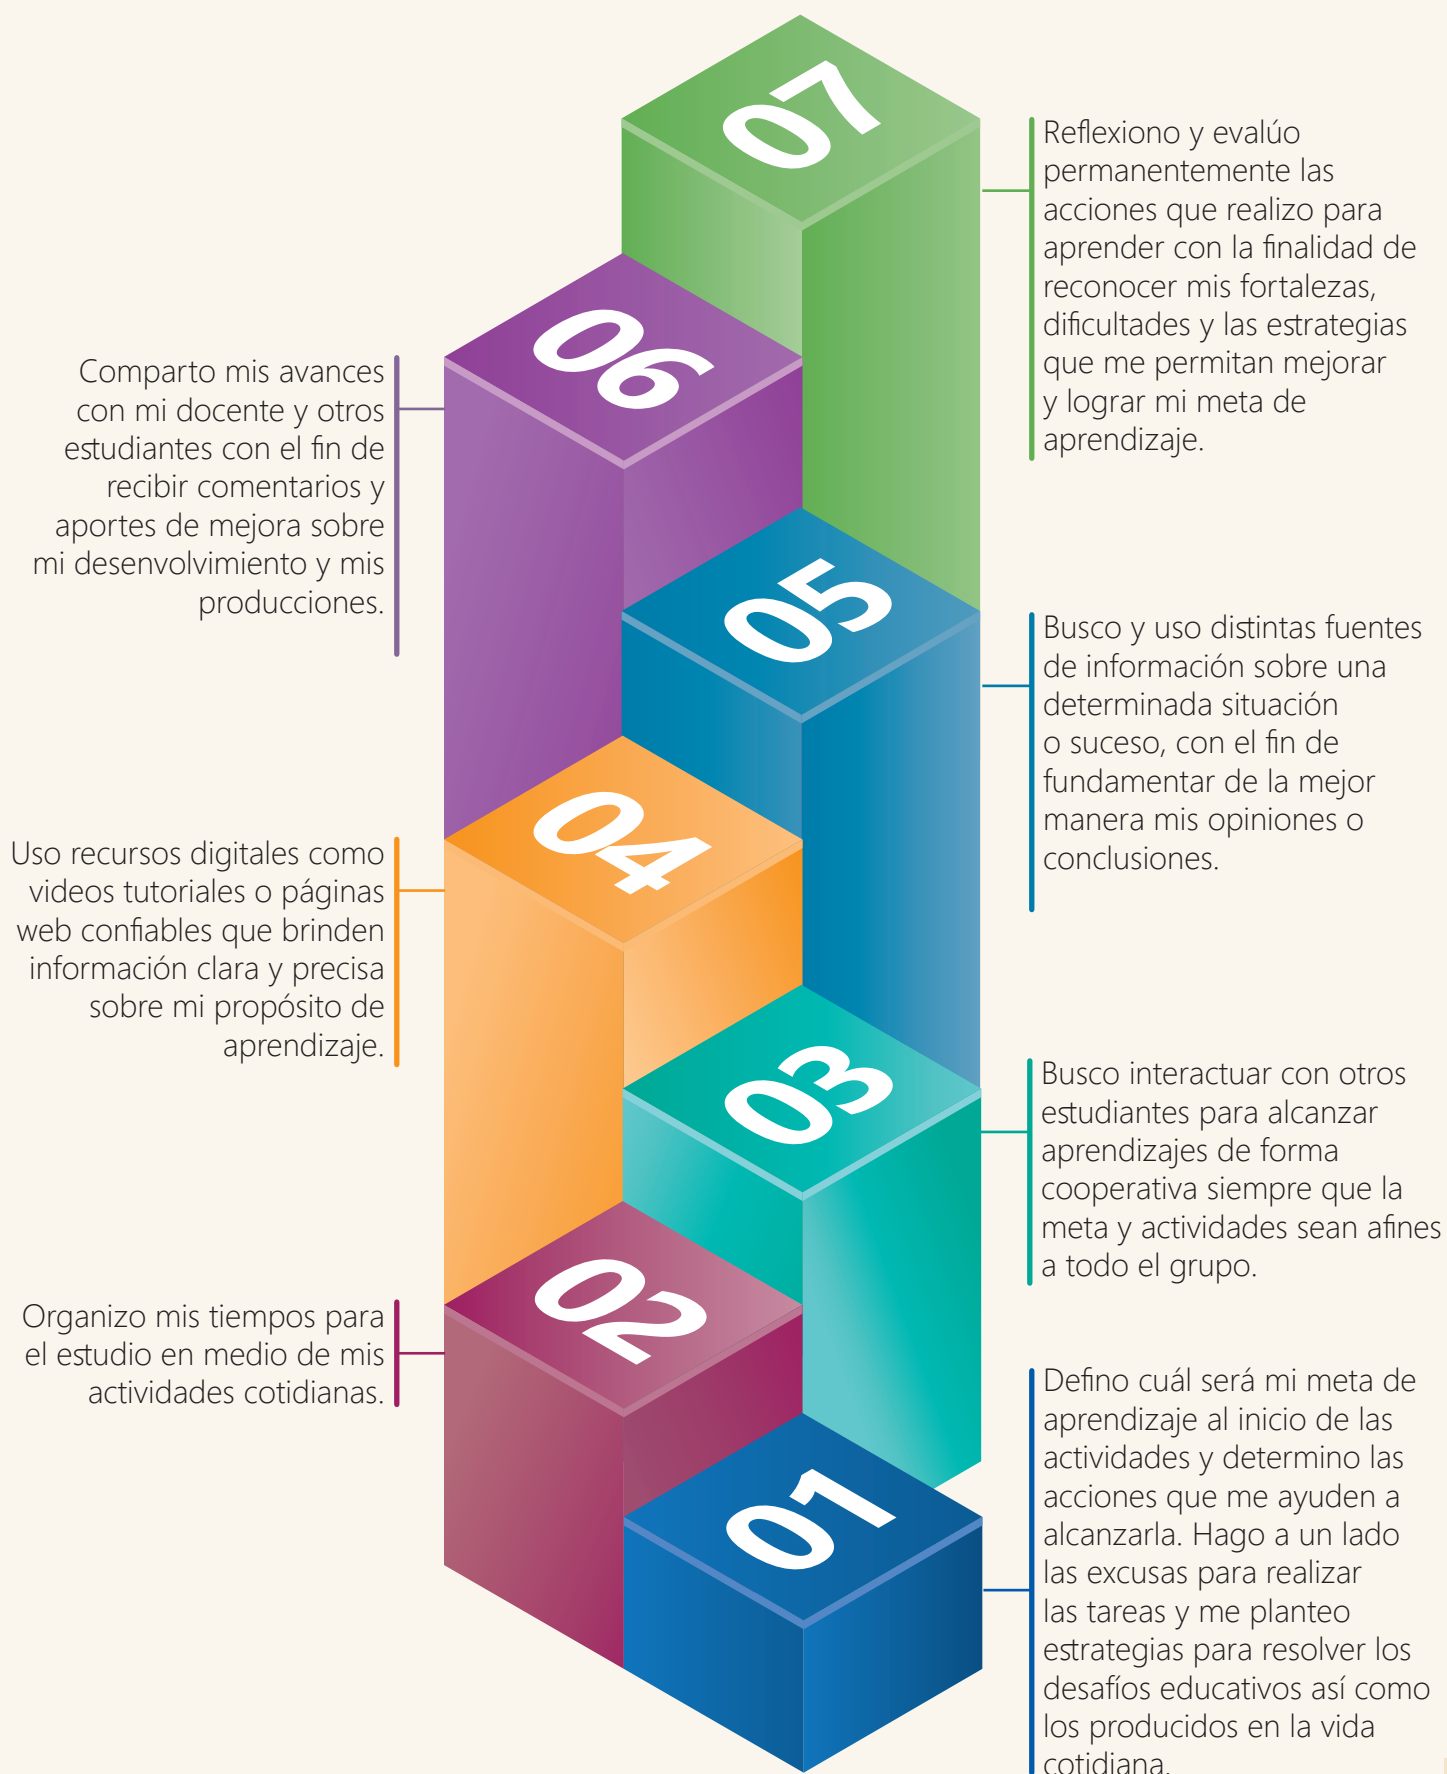 07
Reflexiono y evalúo
permanentemente las
acciones que realizo para
aprender con la finalidad de
reconocer mis fortalezas,
dificultades y las estrategias
que me permitan mejorar
y lograr mi meta de
aprendizaje.
06
Comparto mis avances
con mi docente y otros
estudiantes con el fin de
recibir comentarios y
aportes de mejora sobre
mi desenvolvimiento y mis
producciones.
05
Busco y uso distintas fuentes
de información sobre una
determinada situación
o suceso, con el fin de
fundamentar de la mejor
manera mis opiniones o
conclusiones.
04
Uso recursos digitales como
videos tutoriales o páginas
web confiables que brinden
información clara y precisa
sobre mi propósito de
aprendizaje.
03
Busco interactuar con otros
estudiantes para alcanzar
aprendizajes de forma
cooperativa siempre que la
meta y actividades sean afines
a todo el grupo.
02
Organizo mis tiempos para
el estudio en medio de mis
actividades cotidianas.
01
Defino cuál será mi meta de
aprendizaje al inicio de las
actividades y determino las
acciones que me ayuden a
alcanzarla. Hago a un lado
las excusas para realizar
las tareas y me planteo
estrategias para resolver los
desafíos educativos así como
los producidos en la vida
cotidiana.